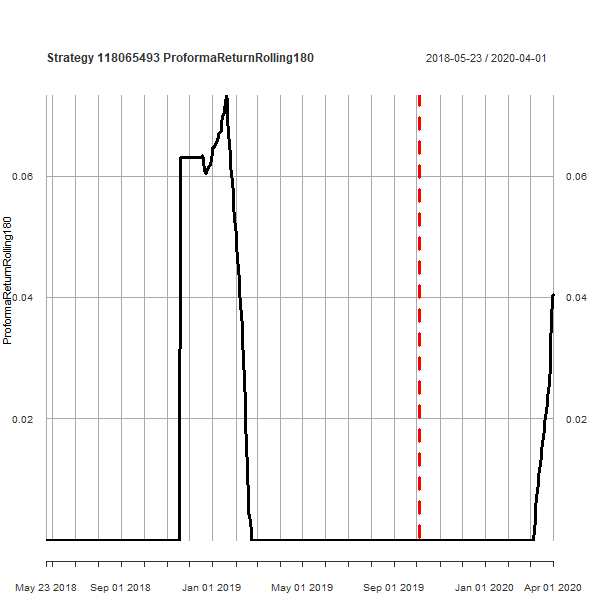 Strategy 118065493 ProformaReturnRolling180
2018-05-23 / 2020-04-01
0.06
0.06
ProformaReturnRolling180
0.04
0.04
0.02
0.02
May 23 2018
Sep 01 2018
Jan 01 2019
May 01 2019
Sep 01 2019
Jan 01 2020
Apr 01 2020